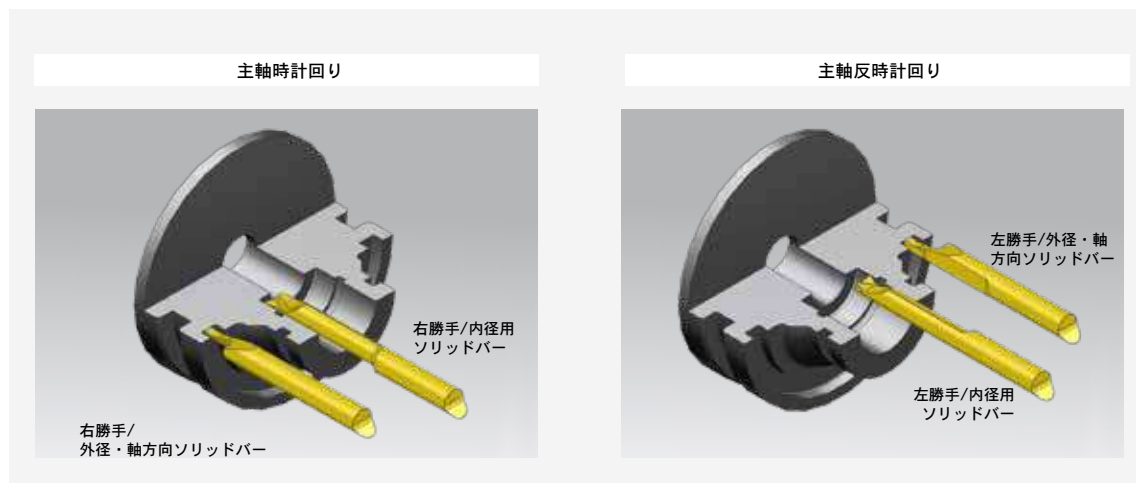 主軸時計回り
右勝手/内径用
ソリッドバー
右勝手/
外径・軸方向ソリッドバー
主軸反時計回り
左勝手/外径・軸
方向ソリッドバー
左勝手/内径用
ソリッドバー